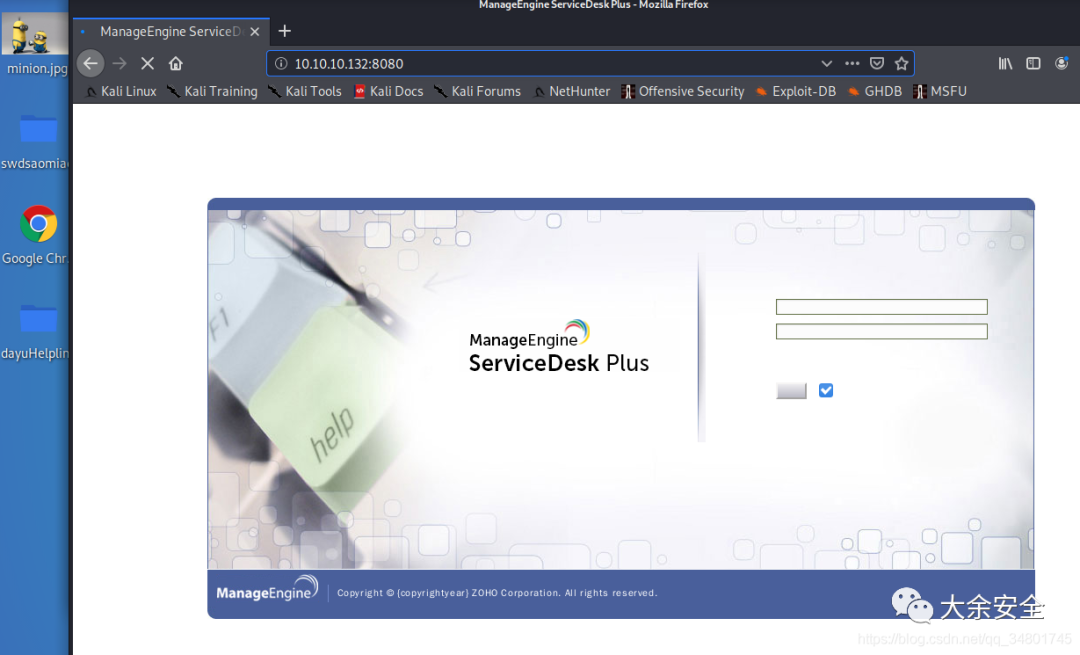 ManageEngine ServiceDesk Plus - Mozilla Firefox
minion.jpg
swdsaomia
Google Chr.
dayuHelplin
ManageEngine ServiceD
10.10.10.132:8080
Kali Linux
Kali Training
Kali Tools
Kali Docs
Kali Forums
NetHunter
Offensive Security
Exploit-DB
GHDB
MSFU
F1
help
ManageEngine
ServiceDesk Plus
ManageEngine
Copyright © {copyrightyear} ZOHO Corporation. All rights reserved.
大余安全
https://blog.csdn.net/qq_34801745